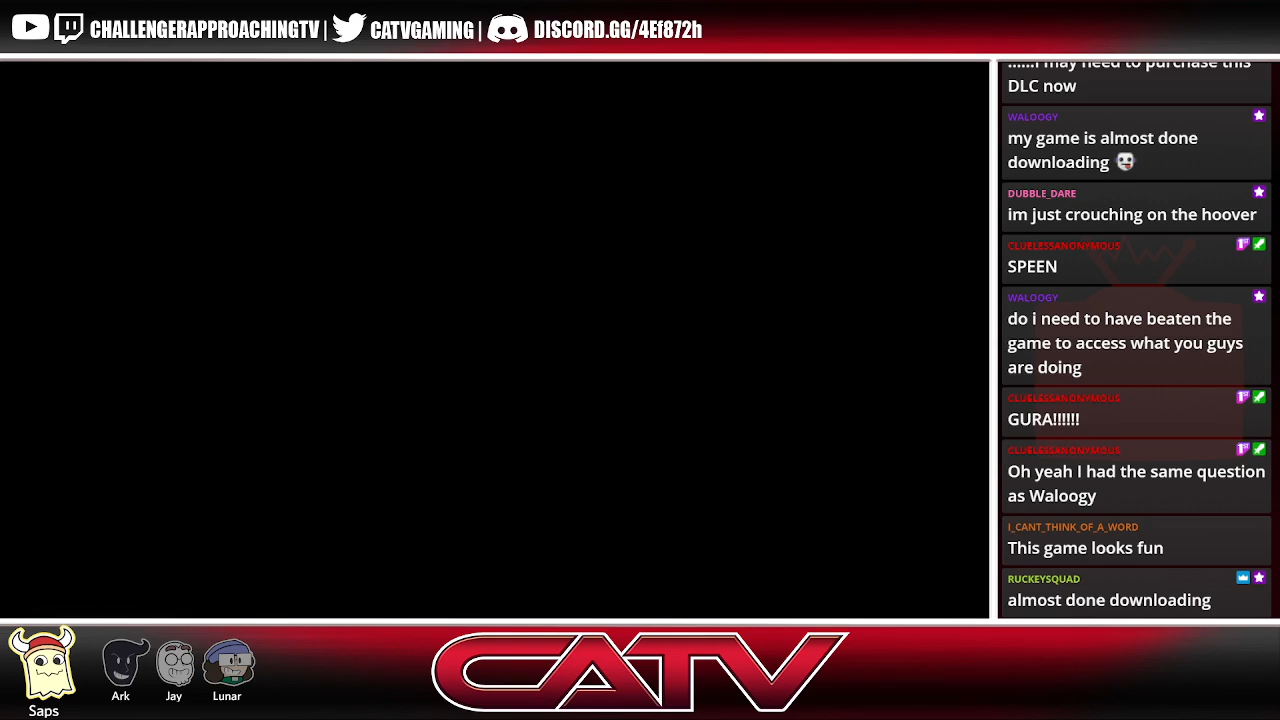 CHALLENGERAPPROACHINGTV | CATVGAMING | DISCORD.GG/4Ef872h
......I may need to purchase this
DLC now
WALOOGY
my game is almost done
downloading
DUBBLE_DARE
im just crouching on the hoover
CLUELESSANONYMOUS
SPEEN
WALOOGY
do i need to have beaten the
game to access what you guys
are doing
CLUELESSANONYMOUS
GURA!!!!!!
CLUELESSANONYMOUS
Oh yeah I had the same question
as Waloogy
I_CANT_THINK_OF_A_WORD
This game looks fun
RUCKEYSQUAD
almost done downloading
Saps
Ark
Jay
Lunar
CATV